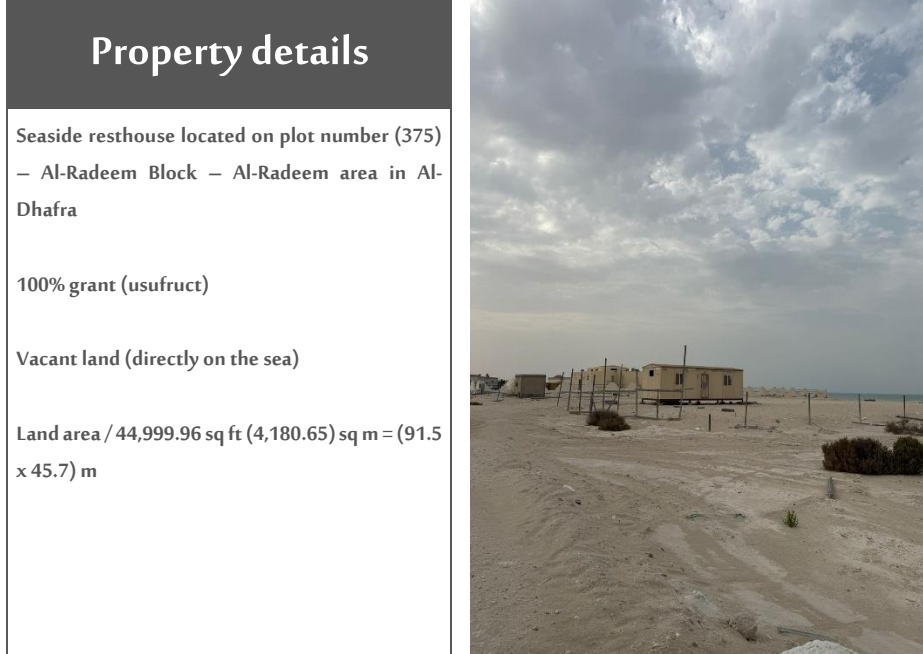 Property details
Seaside resthouse located on plot number (375)
– Al-Radeem Block – Al-Radeem area in Al-
Dhafra
100% grant (usufruct)
Vacant land (directly on the sea)
Land area / 44,999.96 sq ft (4,180.65) sq m = (91.5
x 45.7) m